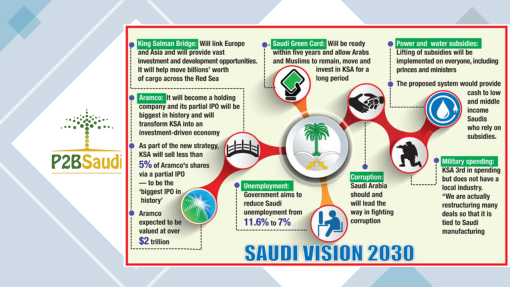 P2BSaudi
King Salman Bridge: Will link Europe
and Asia and will provide vast
investment and development opportunities.
It will help move billions' worth
of cargo across the Red Sea
Aramco: It will become a holding
company and its partial IPO will be
biggest in history and will
transform KSA into an
investment-driven economy
As part of the new strategy,
KSA will sell less than
5% of Aramco's shares
via a partial IPO
— to be the
'biggest IPO in
history'
Aramco
expected to be
valued at over
$2 trillion
Saudi Green Card: Will be ready
within five years and allow Arabs
and Muslims to remain, move and
invest in KSA for a
long period
Unemployment:
Government aims to
reduce Saudi
unemployment from
11.6% to 7%
Corruption:
Saudi Arabia
should and
will lead the
way in fighting
corruption
Power and water subsidies:
Lifting of subsidies will be
implemented on everyone, including
princes and ministers
The proposed system would provide
cash to low
and middle
income
Saudis
who rely on
subsidies.
Military spending:
KSA 3rd in spending
but does not have a
local industry.
"We are actually
restructuring many
deals so that it is
tied to Saudi
manufacturing
SAUDI VISION 2030